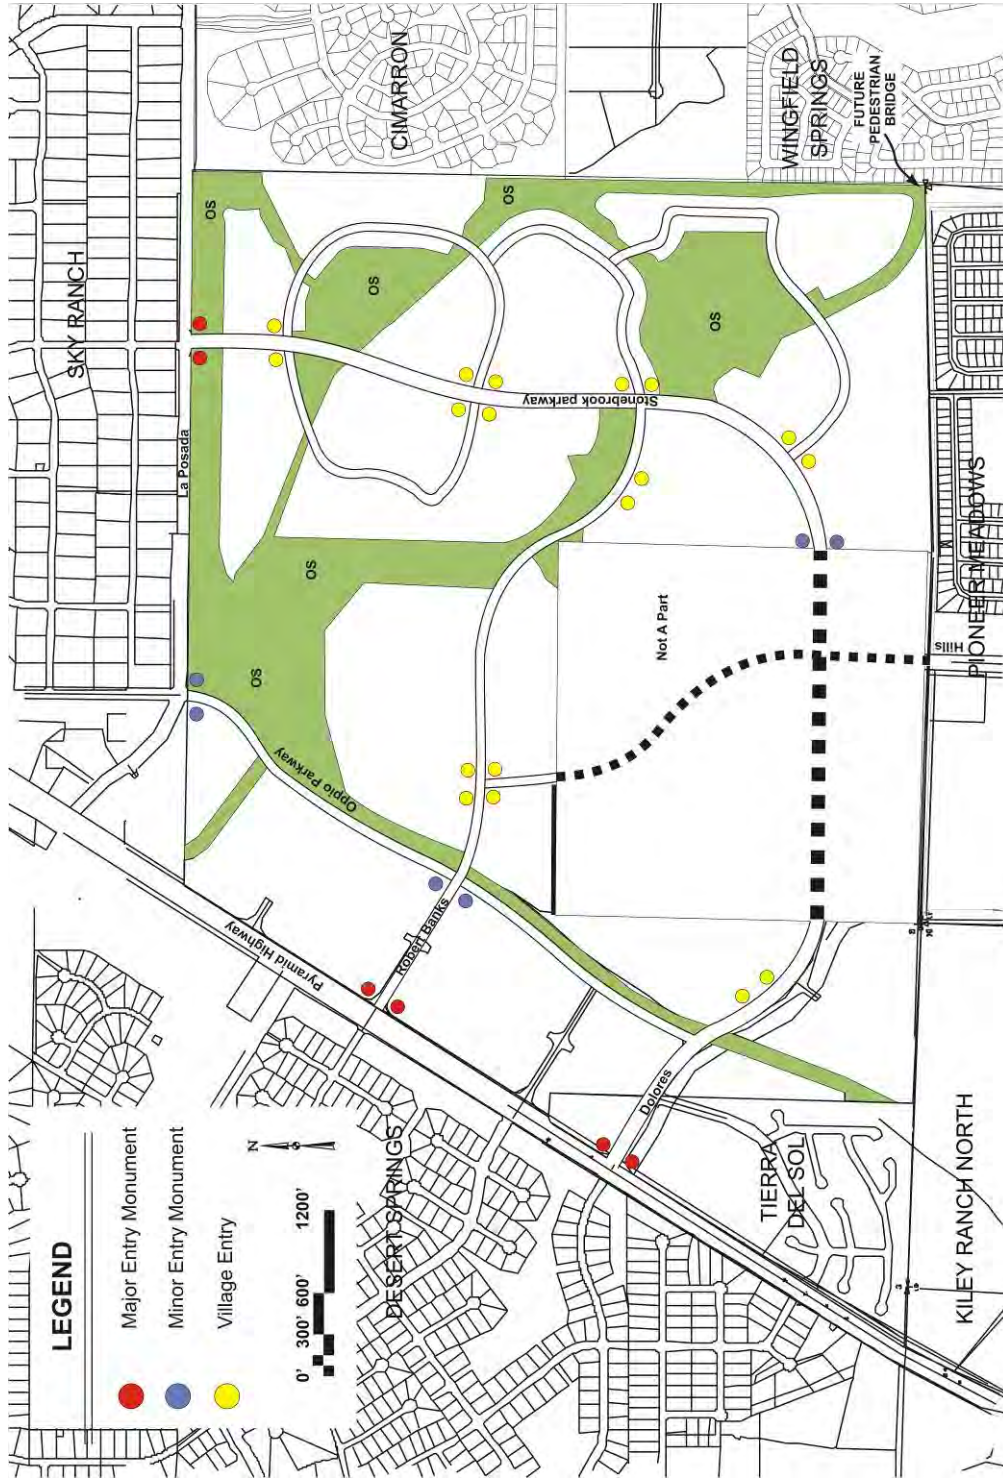 LEGEND
Major Entry Monument
Minor Entry Monument
Village Entry
N
S
0' 300' 600' 1200'
SKY RANCH
CIMARRON
WINGFIELD
SPRINGS
FUTURE
PEDESTRIAN
BRIDGE
La Posada
OS
OS
OS
OS
OS
OS
Stonebrook parkway
Oppio Parkway
Pyramid Highway
Robert Banks
Not A Part
Hills
Dolores
DESERT SPRINGS
TIERRA
DEL SOL
KILEY RANCH NORTH
PIONEER MEADOWS